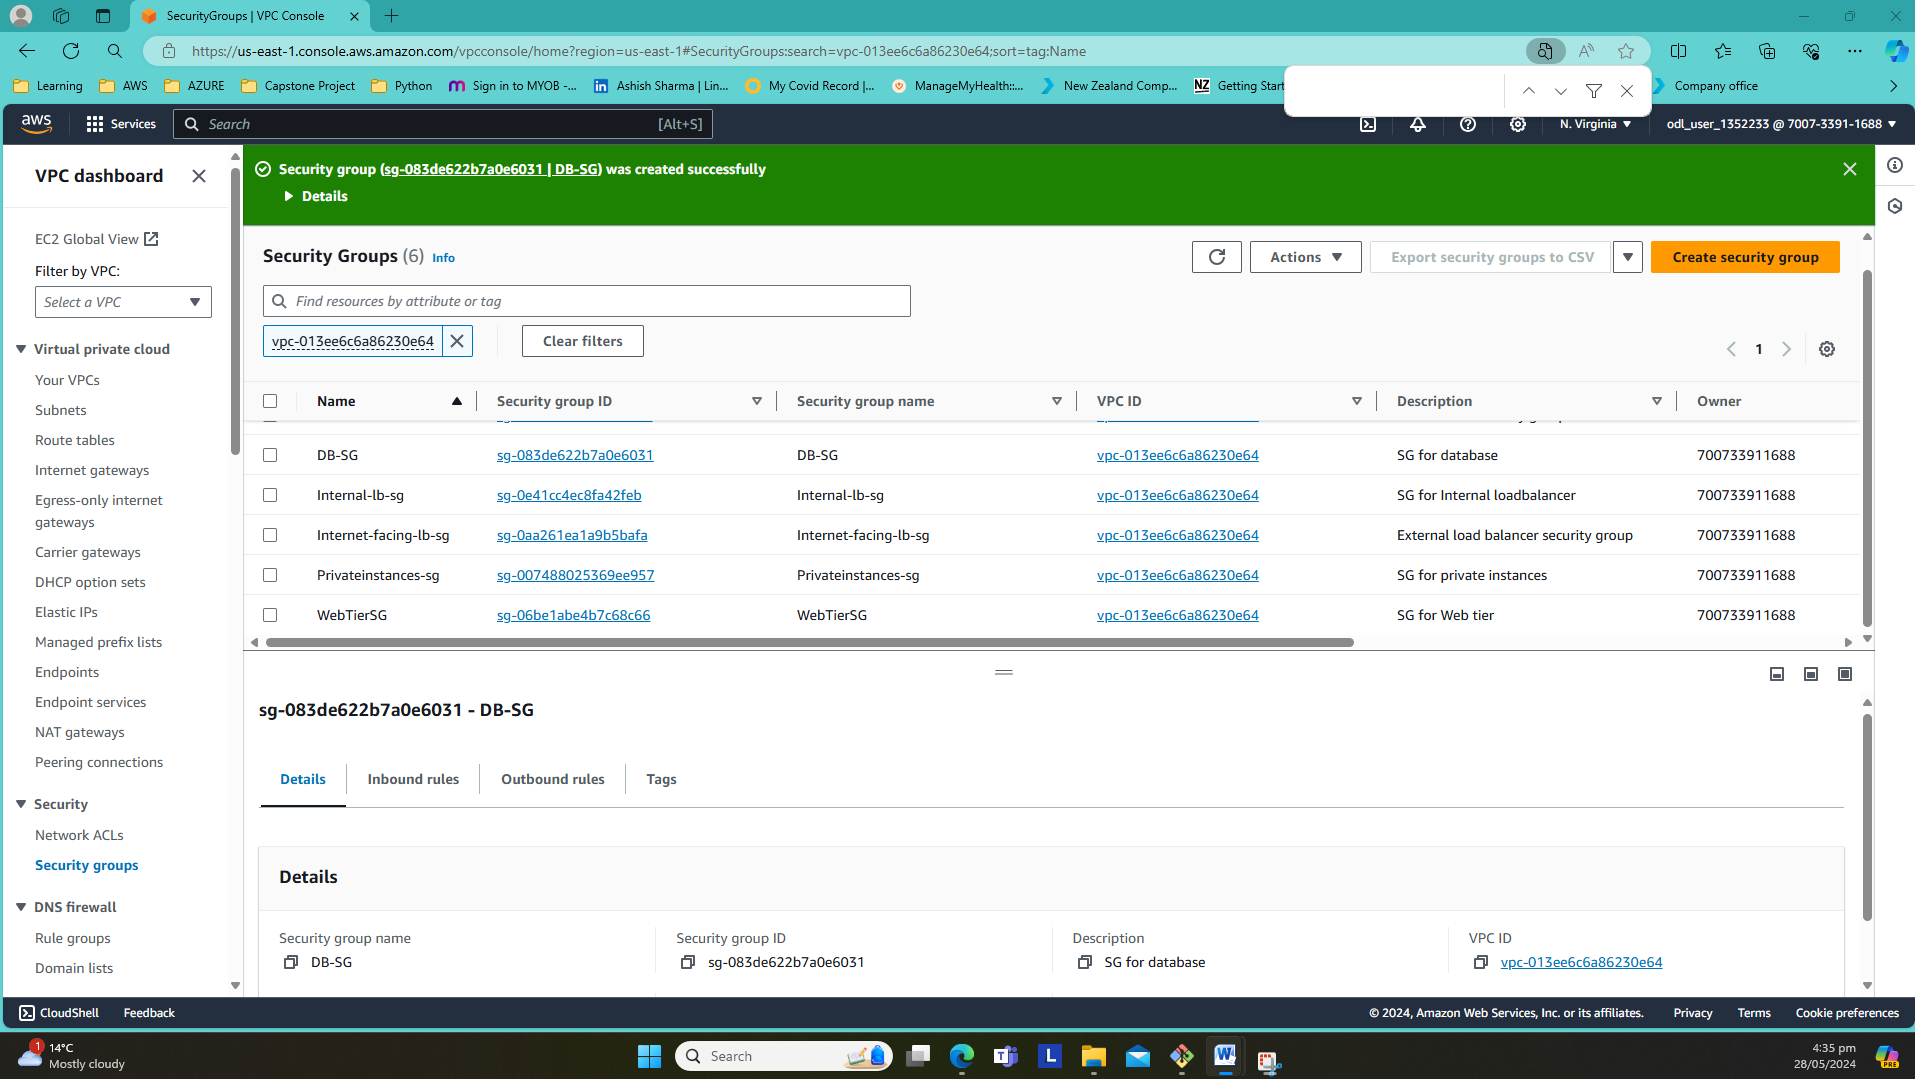 SecurityGroups | VPC Console
https://us-east-1.console.aws.amazon.com/vpcconsole/home?region=us-east-1#SecurityGroups:search=vpc-013ee6c6a86230e64;sort=tag:Name
Learning
AWS
AZURE
Capstone Project
Python
Sign in to MYOB -...
Ashish Sharma | Lin...
My Covid Record |...
ManageMyHealth::...
New Zealand Comp...
Getting Start
Company office
aws
Services
Search
[Alt+S]
N. Virginia
odl_user_1352233 @ 7007-3391-1688
VPC dashboard
EC2 Global View
Filter by VPC:
Select a VPC
Virtual private cloud
Your VPCs
Subnets
Route tables
Internet gateways
Egress-only internet
gateways
Carrier gateways
DHCP option sets
Elastic IPs
Managed prefix lists
Endpoints
Endpoint services
NAT gateways
Peering connections
Security
Network ACLs
Security groups
DNS firewall
Rule groups
Domain lists
Security group (sg-083de622b7a0e6031 | DB-SG) was created successfully
Details
Security Groups (6) Info
Actions
Export security groups to CSV
Create security group
Find resources by attribute or tag
vpc-013ee6c6a86230e64
Clear filters
1
Name Security group ID Security group name VPC ID Description Owner
DB-SG sg-083de622b7a0e6031 DB-SG vpc-013ee6c6a86230e64 SG for database 700733911688
Internal-lb-sg sg-0e41cc4ec8fa42feb Internal-lb-sg vpc-013ee6c6a86230e64 SG for Internal loadbalancer 700733911688
Internet-facing-lb-sg sg-0aa261ea1a9b5bafa Internet-facing-lb-sg vpc-013ee6c6a86230e64 External load balancer security group 700733911688
Privateinstances-sg sg-007488025369ee957 Privateinstances-sg vpc-013ee6c6a86230e64 SG for private instances 700733911688
WebTierSG sg-06be1abe4b7c68c66 WebTierSG vpc-013ee6c6a86230e64 SG for Web tier 700733911688
sg-083de622b7a0e6031 - DB-SG
Details
Inbound rules
Outbound rules
Tags
Details
Security group name
DB-SG
Security group ID
sg-083de622b7a0e6031
Description
SG for database
VPC ID
vpc-013ee6c6a86230e64
CloudShell
Feedback
© 2024, Amazon Web Services, Inc. or its affiliates.
Privacy
Terms
Cookie preferences
1
14°C
Mostly cloudy
Search
4:35 pm
28/05/2024
PRE